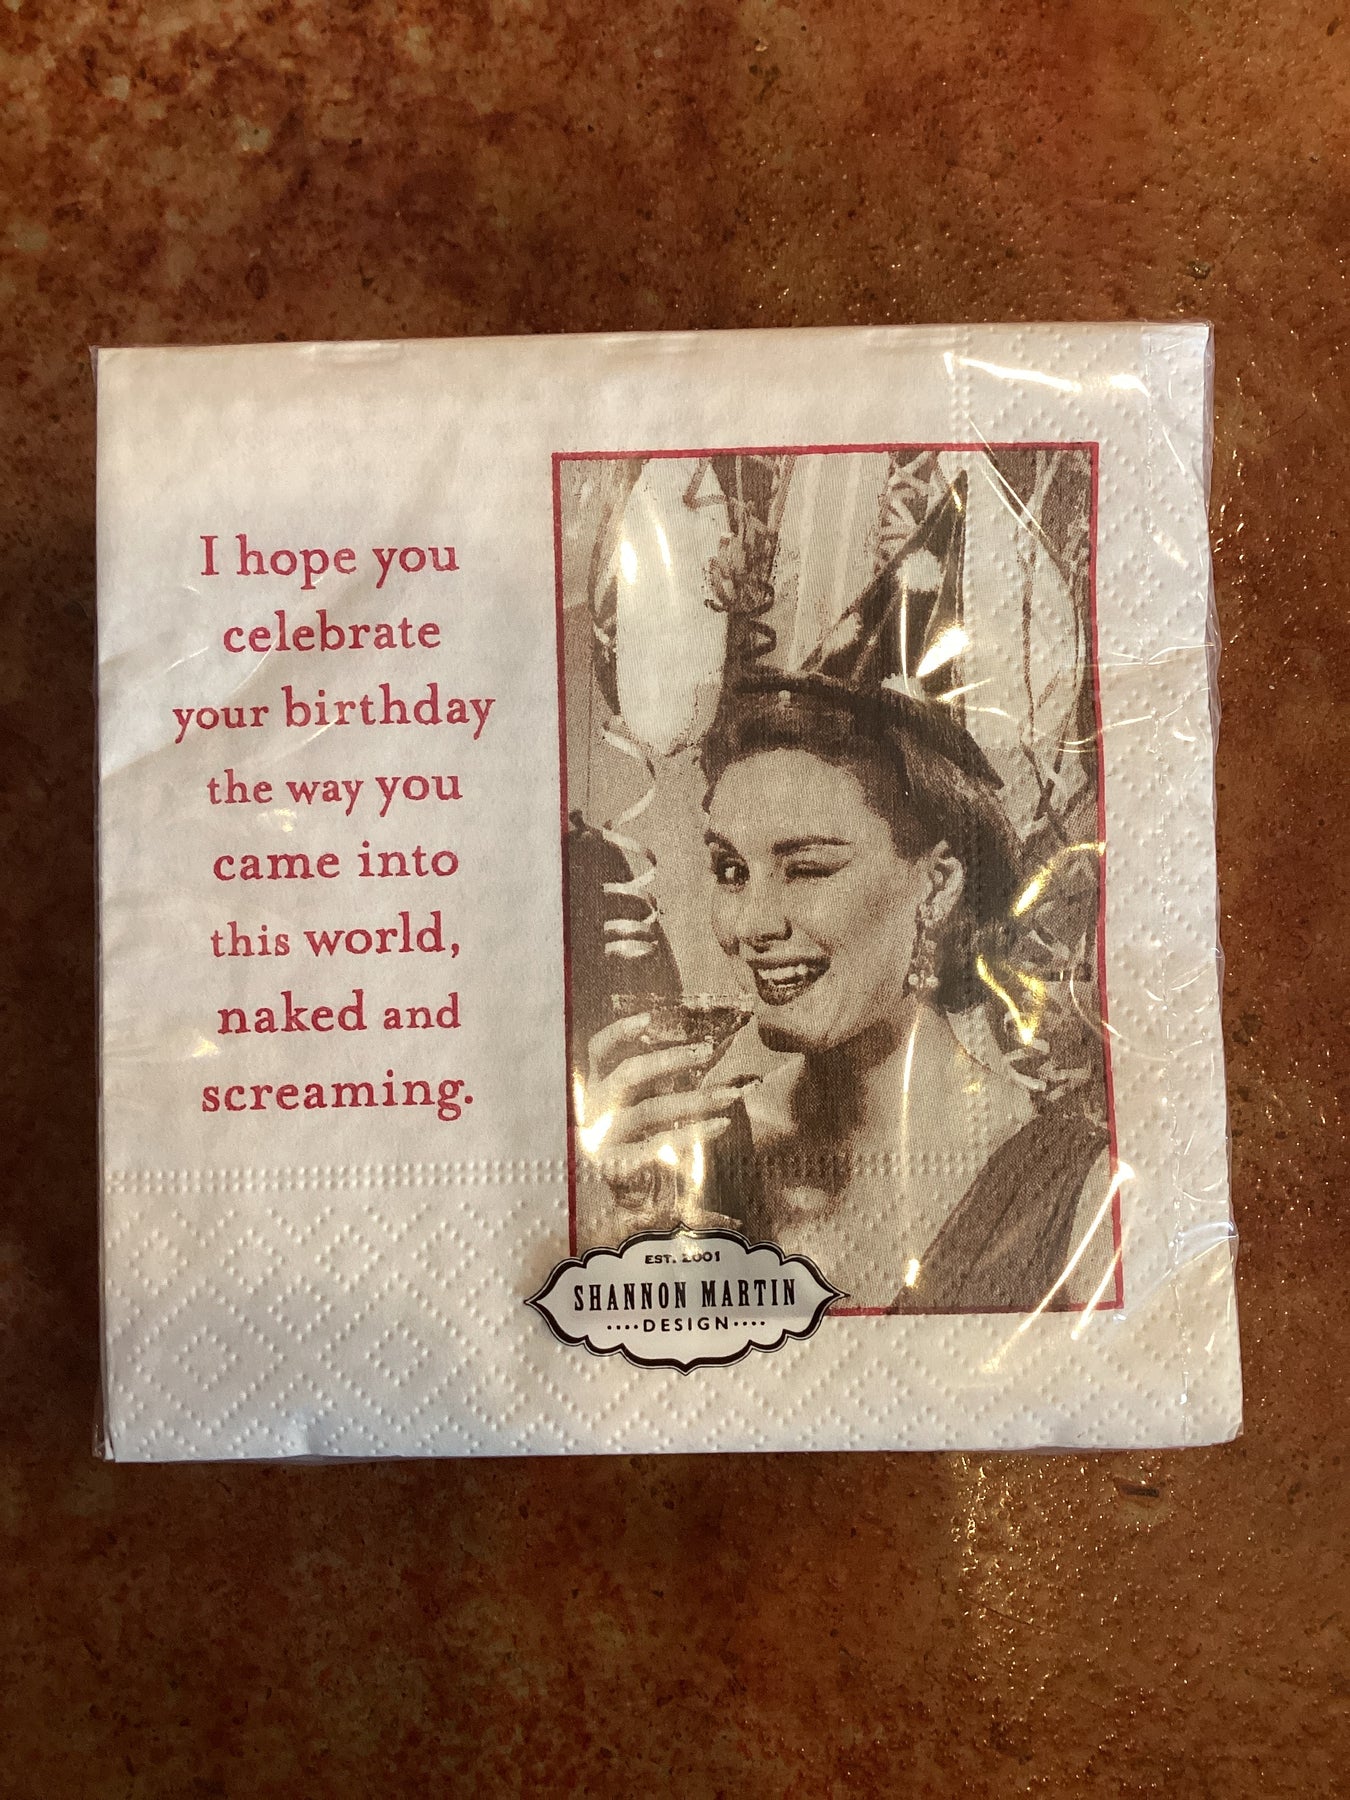 I hope you
celebrate
your birthday
the way you
came into
this world,
naked and
screaming.
EST. 2001
SHANNON MARTIN
····DESIGN····